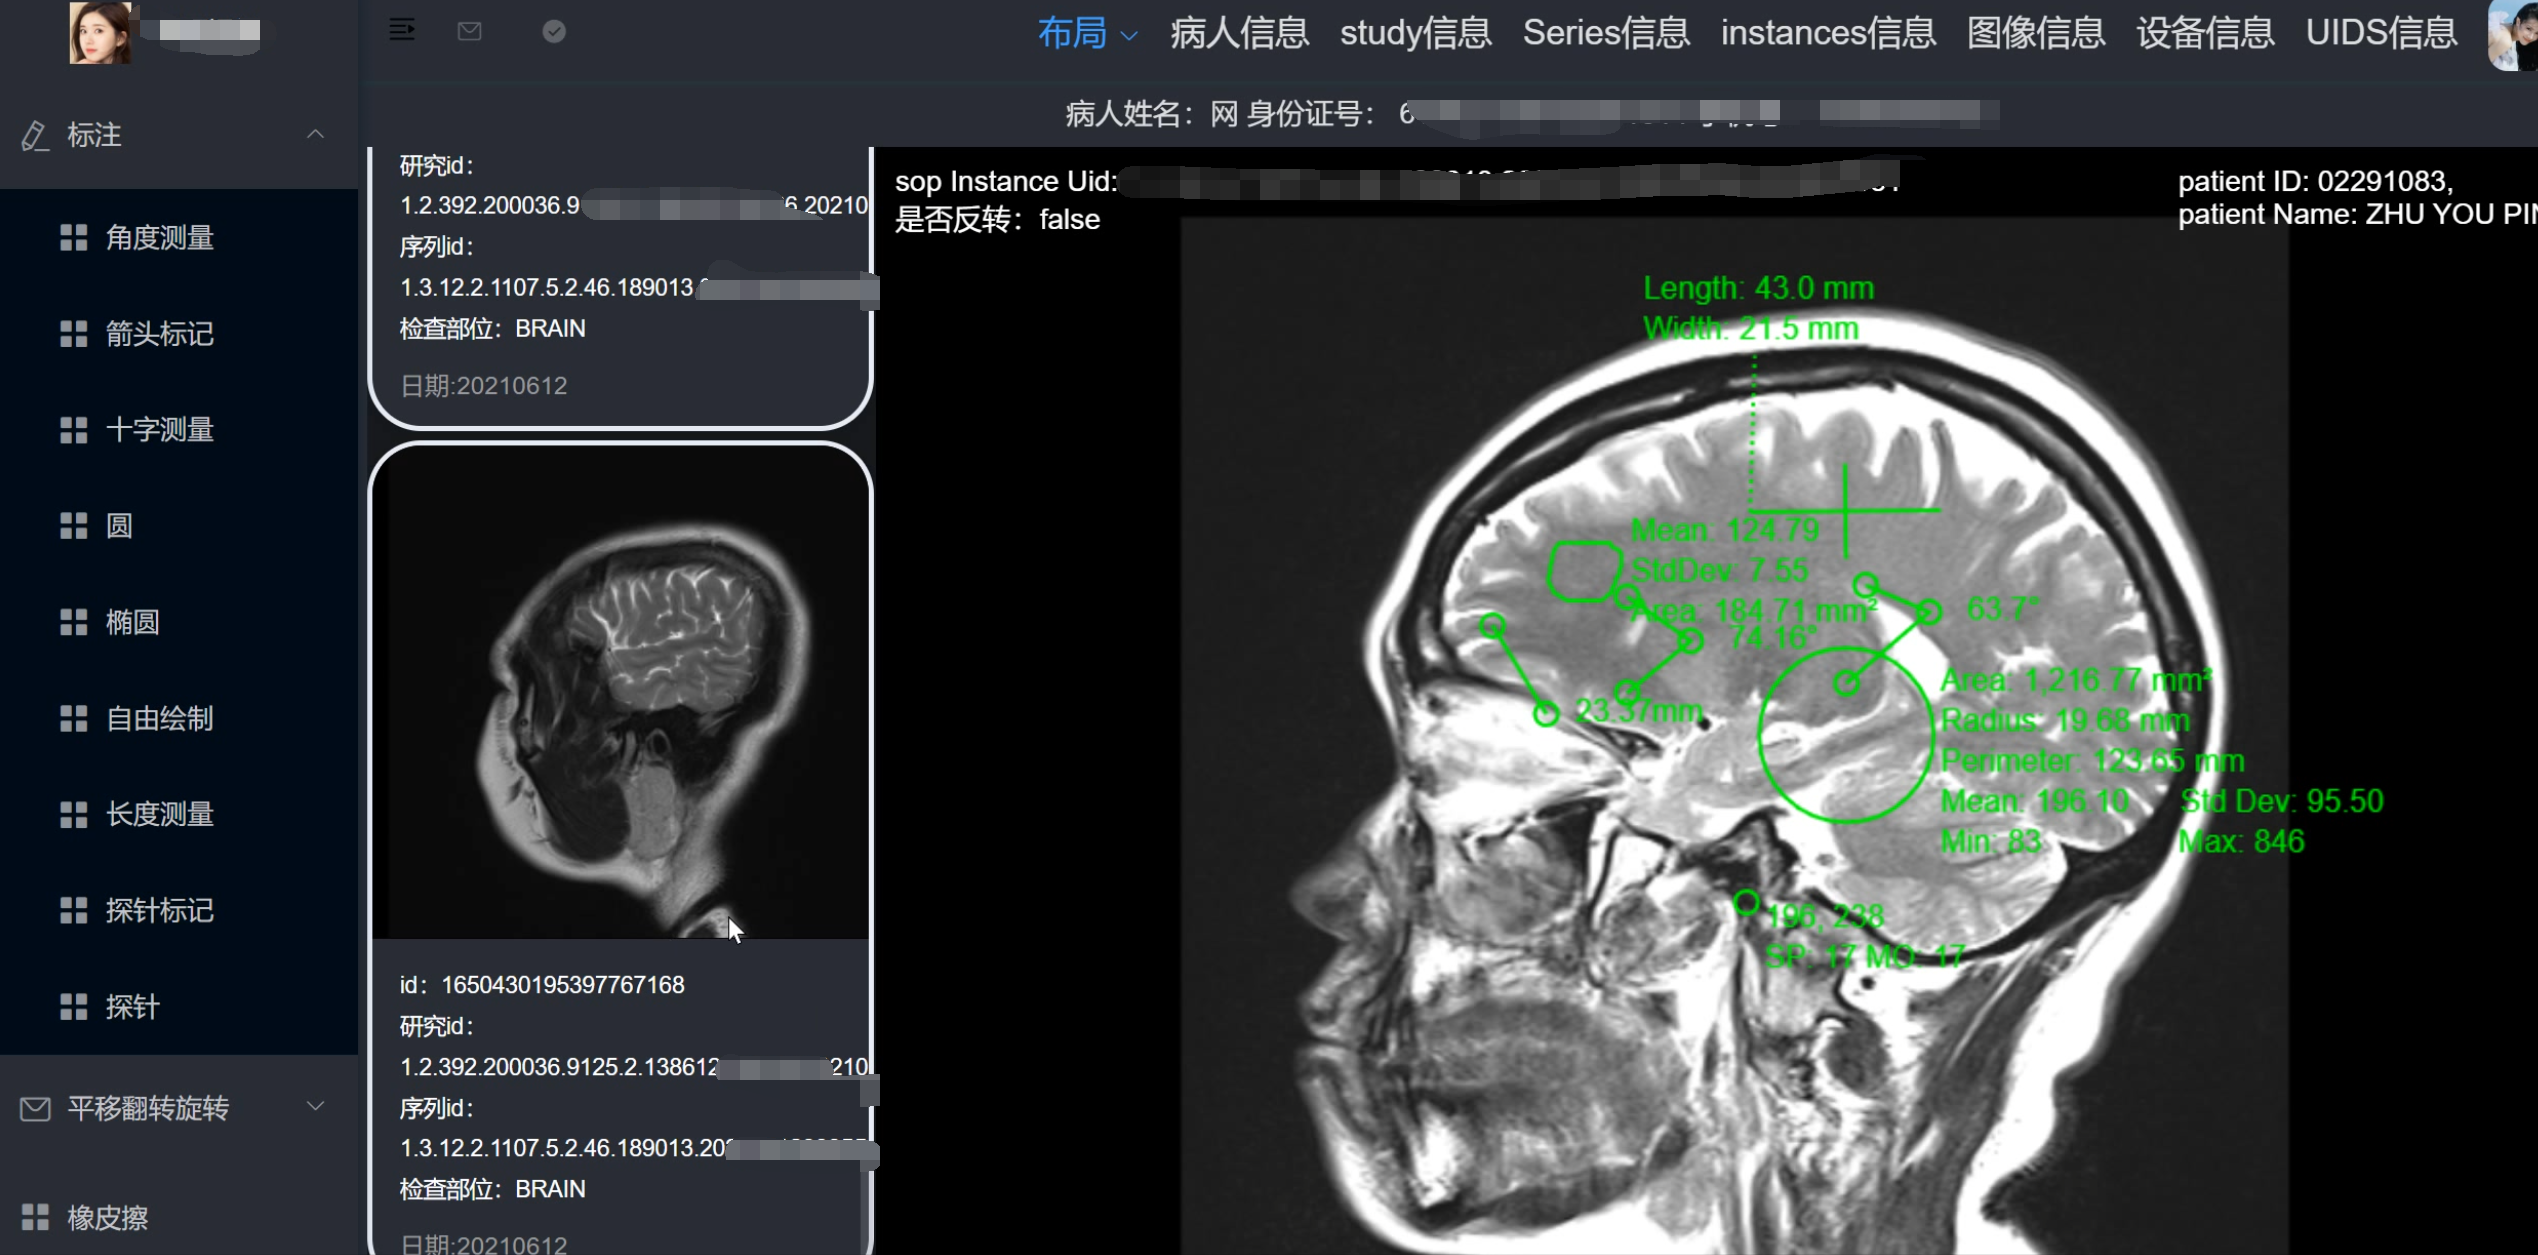 布局 病人信息 study信息 Series信息 instances信息 图像信息 设备信息 UIDS信息
病人姓名：网 身份证号： 6
标注
角度测量
箭头标记
十字测量
圆
椭圆
自由绘制
长度测量
探针标记
探针
平移翻转旋转
橡皮擦
研究id：
1.2.392.200036.9 6.20210
序列id：
1.3.12.2.1107.5.2.46.189013
检查部位：BRAIN
日期:20210612
id：1650430195397767168
研究id：
1.2.392.200036.9125.2.138612 210
序列id：
1.3.12.2.1107.5.2.46.189013.20
检查部位：BRAIN
日期:20210612
sop Instance Uid:
是否反转：false
patient ID: 02291083,
patient Name: ZHU YOU PIN
Length: 43.0 mm
Width: 21.5 mm
Mean: 124.79
StdDev: 7.55
Area: 184.71 mm²
74.16°
63.7°
23.37mm
Area: 1,216.77 mm²
Radius: 19.68 mm
Perimeter: 123.65 mm
Mean: 196.10 Std Dev: 95.50
Min: 83 Max: 846
196, 238
SP: 17 MO: 17